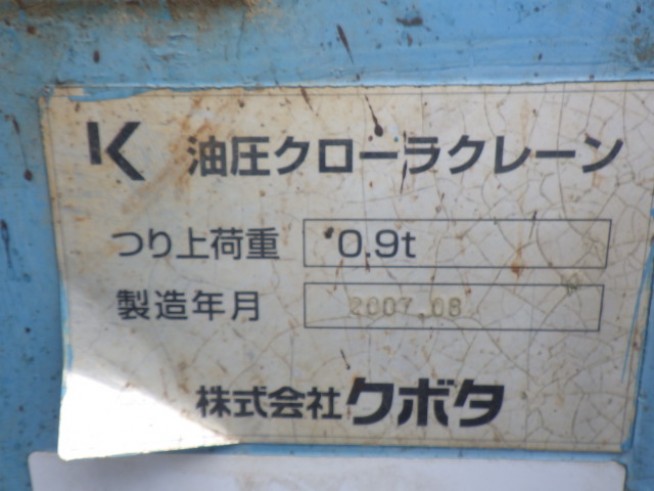 K 油圧クローラクレーン
つり上荷重 0.9t
製造年月 2007.08
株式会社クボタ